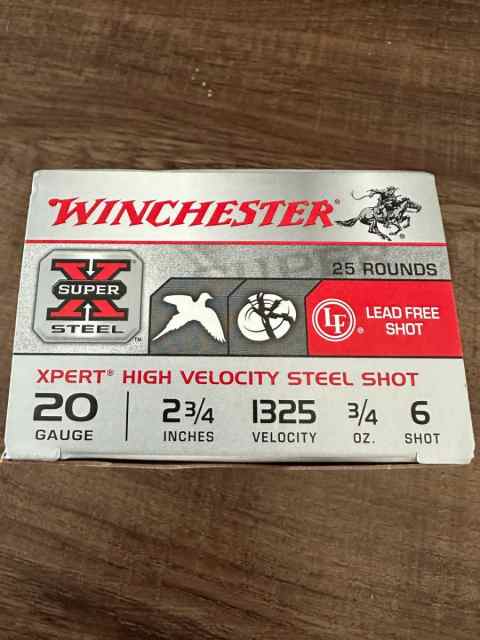 WINCHESTER®
25 ROUNDS
X
SUPER
STEEL™
LF
LEAD FREE
SHOT
XPERT® HIGH VELOCITY STEEL SHOT
20 2 3/4 1325 3/4 6
GAUGE INCHES VELOCITY OZ. SHOT